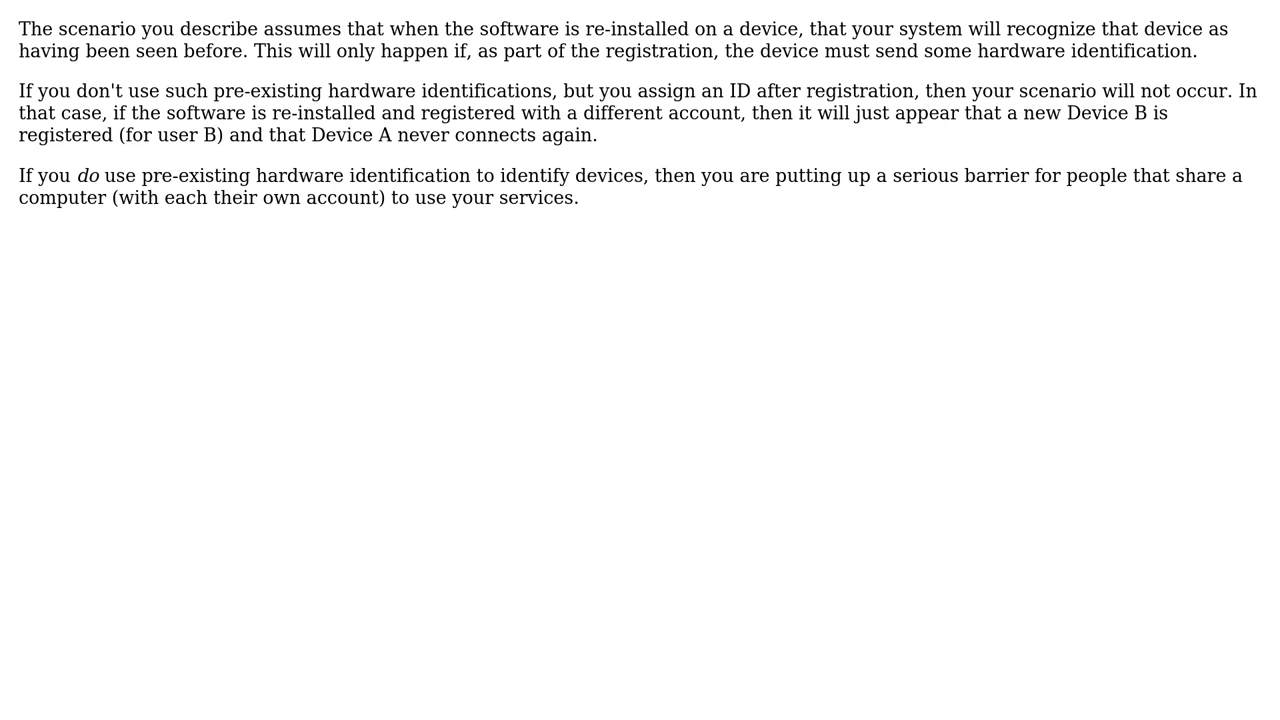 The scenario you describe assumes that when the software is re-installed on a device, that your system will recognize that device as
having been seen before. This will only happen if, as part of the registration, the device must send some hardware identification.
If you don't use such pre-existing hardware identifications, but you assign an ID after registration, then your scenario will not occur. In
that case, if the software is re-installed and registered with a different account, then it will just appear that a new Device B is
registered (for user B) and that Device A never connects again.
If you do use pre-existing hardware identification to identify devices, then you are putting up a serious barrier for people that share a
computer (with each their own account) to use your services.